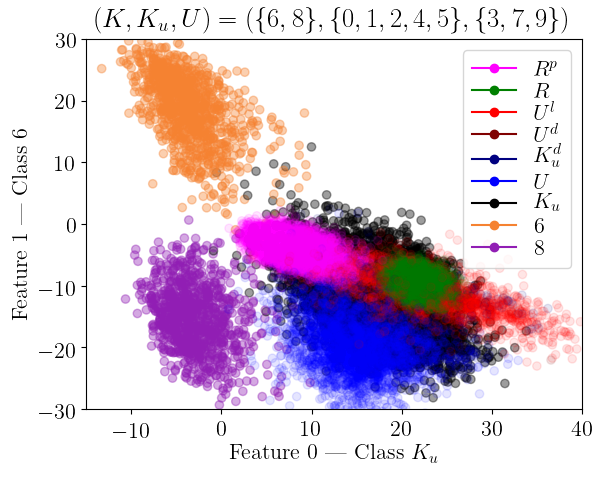 (K, K_u, U) = ({6, 8}, {0, 1, 2, 4, 5}, {3, 7, 9})
30
20
10
0
−10
−20
−30
Feature 1 — Class 6
R^p
R
U^l
U^d
K_u^d
U
K_u
6
8
−10
0
10
20
30
40
Feature 0 — Class K_u